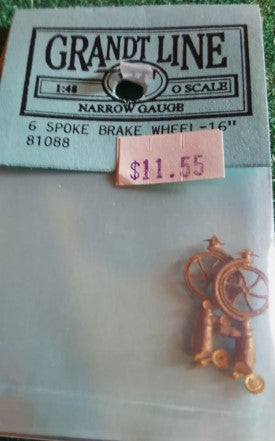 GRANDT LINE
1:48 O SCALE
NARROW GAUGE
6 SPOKE BRAKE WHEEL-16"
81088
$11.55